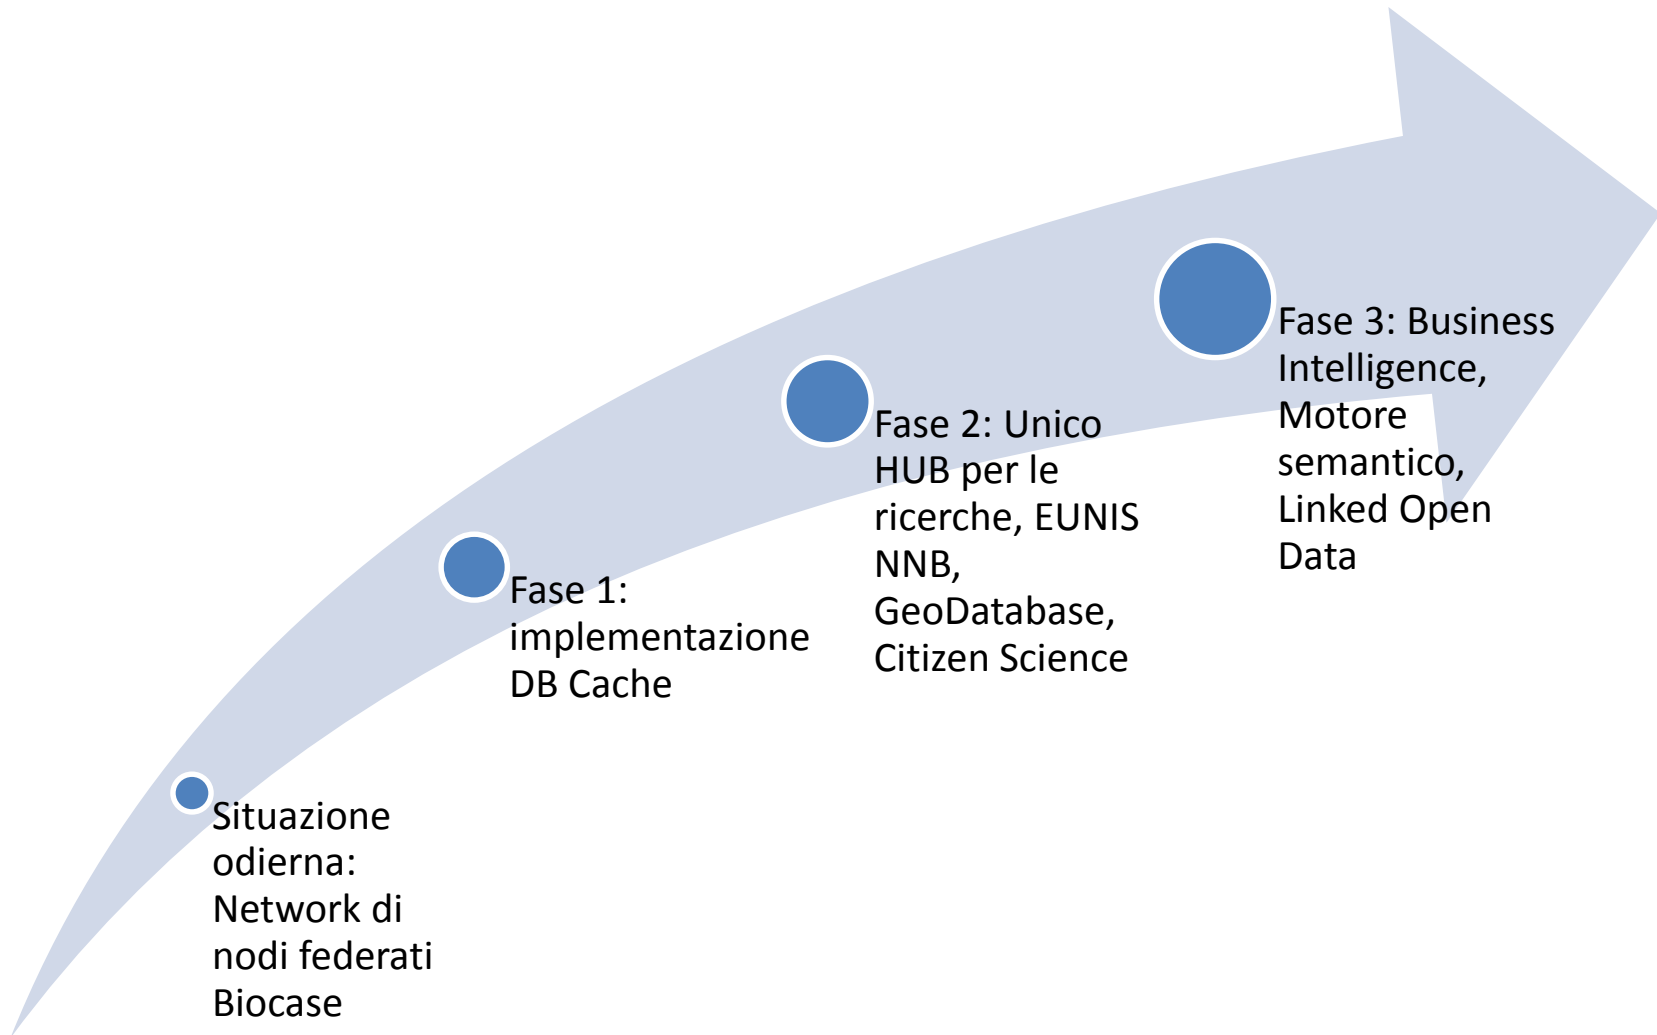 Situazione
odierna:
Network di
nodi federati
Biocase
Fase 1:
implementazione
DB Cache
Fase 2: Unico
HUB per le
ricerche, EUNIS
NNB,
GeoDatabase,
Citizen Science
Fase 3: Business
Intelligence,
Motore
semantico,
Linked Open
Data